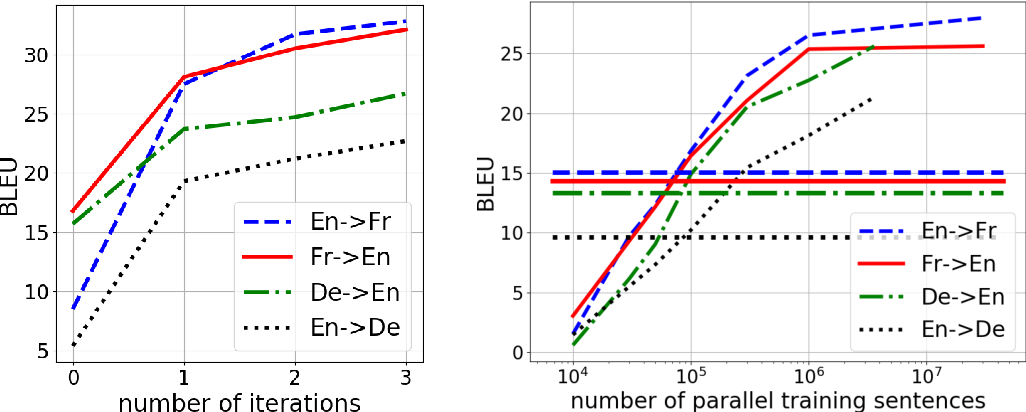 BLEU
30
25
20
15
10
5
0
1
2
3
number of iterations
En->Fr
Fr->En
De->En
En->De
BLEU
25
20
15
10
5
0
10^4
10^5
10^6
10^7
number of parallel training sentences
En->Fr
Fr->En
De->En
En->De